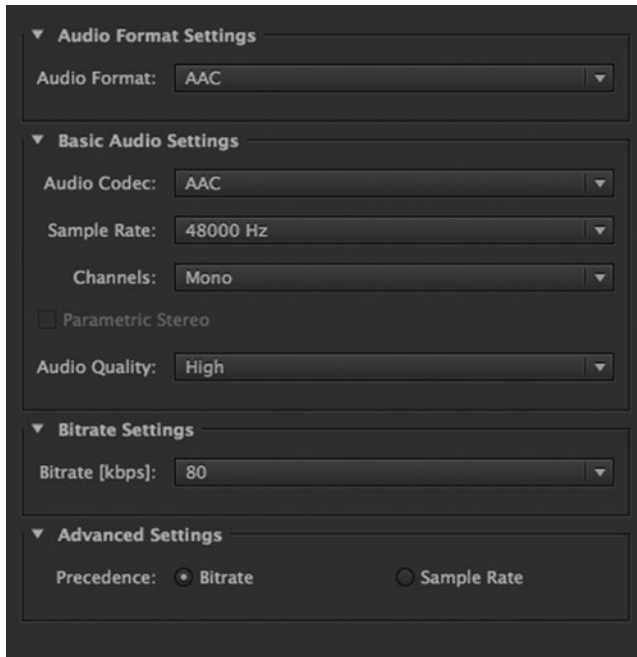 Audio Format Settings
Audio Format: AAC
Basic Audio Settings
Audio Codec: AAC
Sample Rate: 48000 Hz
Channels: Mono
Parametric Stereo
Audio Quality: High
Bitrate Settings
Bitrate [kbps]: 80
Advanced Settings
Precedence: Bitrate Sample Rate